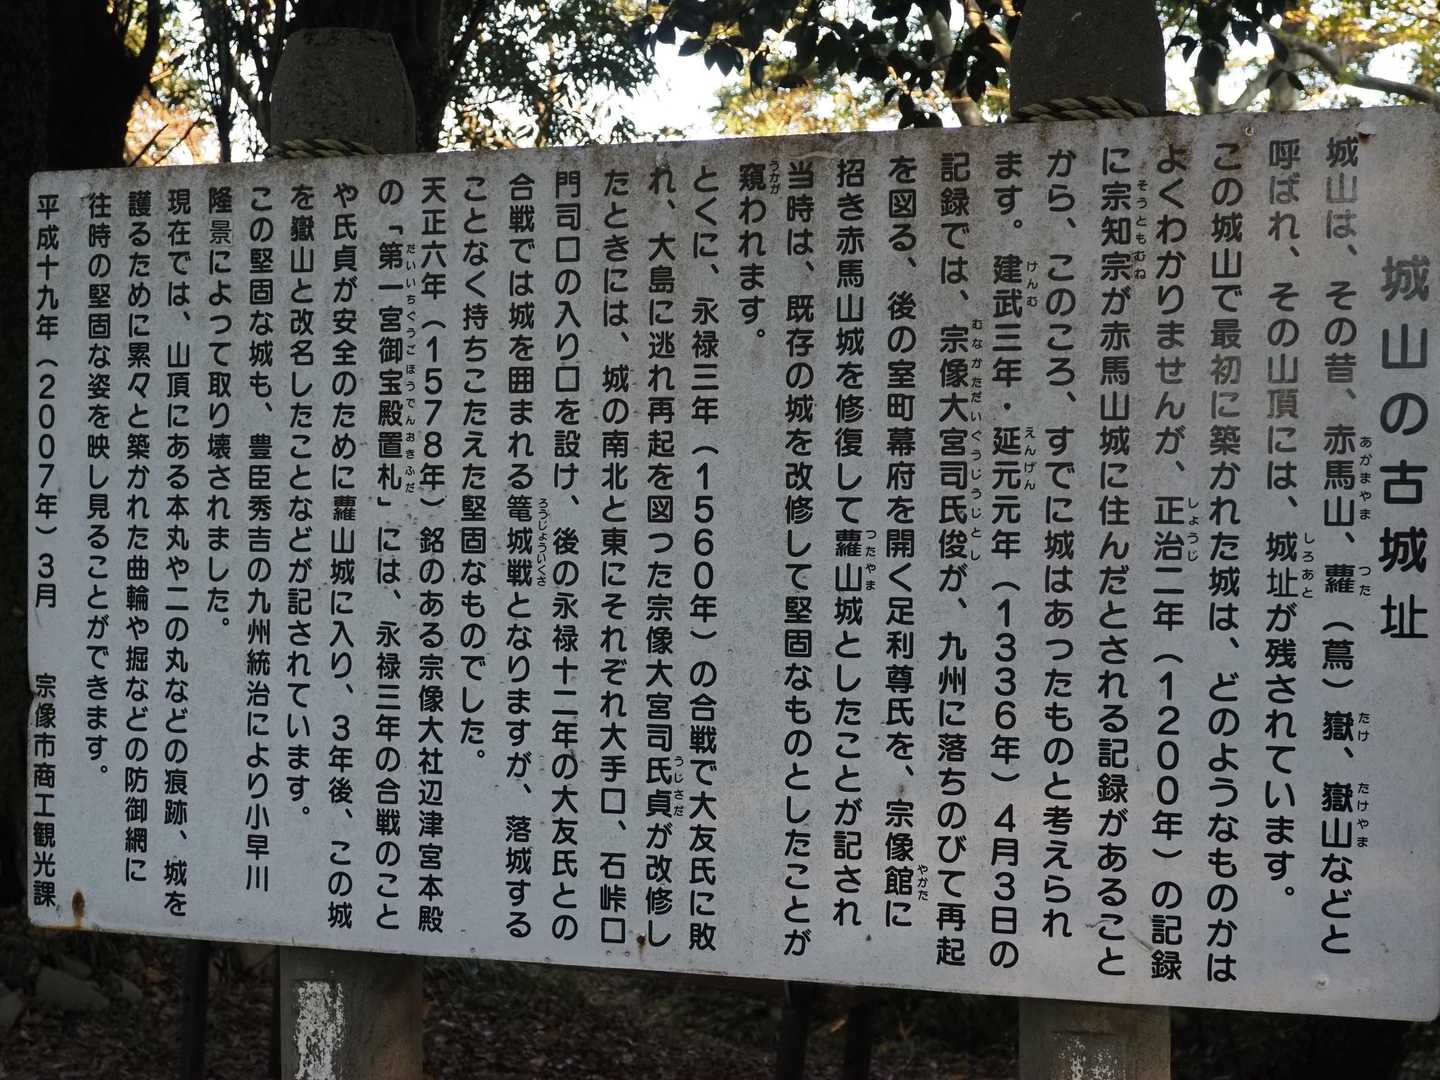 城山の古城址
城山は、その昔、赤馬山、蘿（蔦）嶽、嶽山などと
呼ばれ、その山頂には、城址が残されています。
この城山で最初に築かれた城は、どのようなものかは
よくわかりませんが、正治二年（１２００年）の記録
に宗知宗が赤馬山城に住んだとされる記録があること
から、このころ、すでに城はあったものと考えられ
ます。建武三年・延元元年（１３３６年）４月３日の
記録では、宗像大宮司氏俊が、九州に落ちのびて再起
を図る、後の室町幕府を開く足利尊氏を、宗像館に
招き赤馬山城を修復して蘿山城としたことが記され
当時は、既存の城を改修して堅固なものとしたことが
窺われます。
とくに、永禄三年（１５６０年）の合戦で大友氏に敗
れ、大島に逃れ再起を図った宗像大宮司氏貞が改修し
たときには、城の南北と東にそれぞれ大手口、石峠口
門司口の入り口を設け、後の永禄十二年の大友氏との
合戦では城を囲まれる篭城戦となりますが、落城する
ことなく持ちこたえた堅固なものでした。
天正六年（１５７８年）銘のある宗像大社辺津宮本殿
の「第一宮御宝殿置札」には、永禄三年の合戦のこと
や氏貞が安全のために蘿山城に入り、３年後、この城
を嶽山と改名したことなどが記されています。
この堅固な城も、豊臣秀吉の九州統治により小早川
隆景によって取り壊されました。
現在では、山頂にある本丸や二の丸などの痕跡、城を
護るために累々と築かれた曲輪や掘などの防御網に
往時の堅固な姿を映し見ることができます。
平成十九年（２００７年）３月　宗像市商工観光課